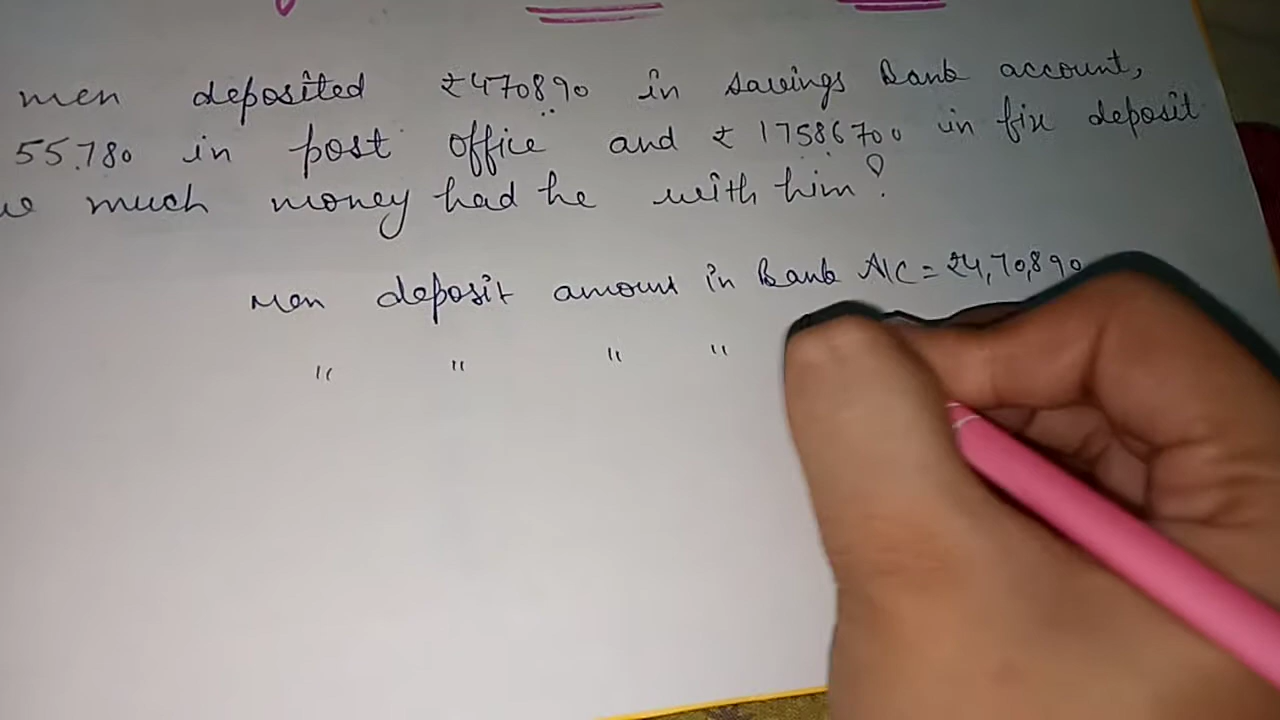 men deposited ₹470890 in savings Bank account,
55780 in post office and ₹ 17586700 in fix deposit
much money had he with him?
Men deposit amount in Bank A/C = ₹4,70,890
" " " "